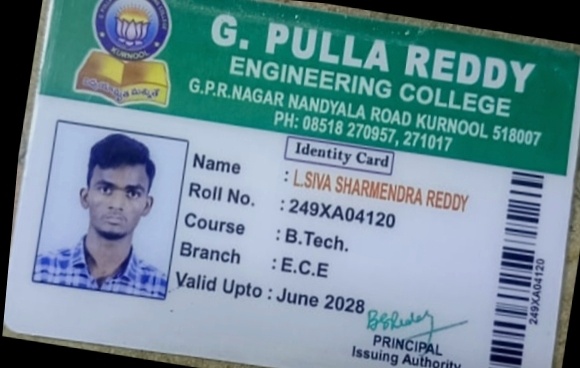 KURNOOL
G. PULLA REDDY
ENGINEERING COLLEGE
G.P.R.NAGAR NANDYALA ROAD KURNOOL 518007
PH: 08518 270957, 271017
Identity Card
Name : L.SIVA SHARMENDRA REDDY
Roll No. : 249XA04120
Course : B.Tech.
Branch : E.C.E
Valid Upto : June 2028
PRINCIPAL
Issuing Authority
249XA04120